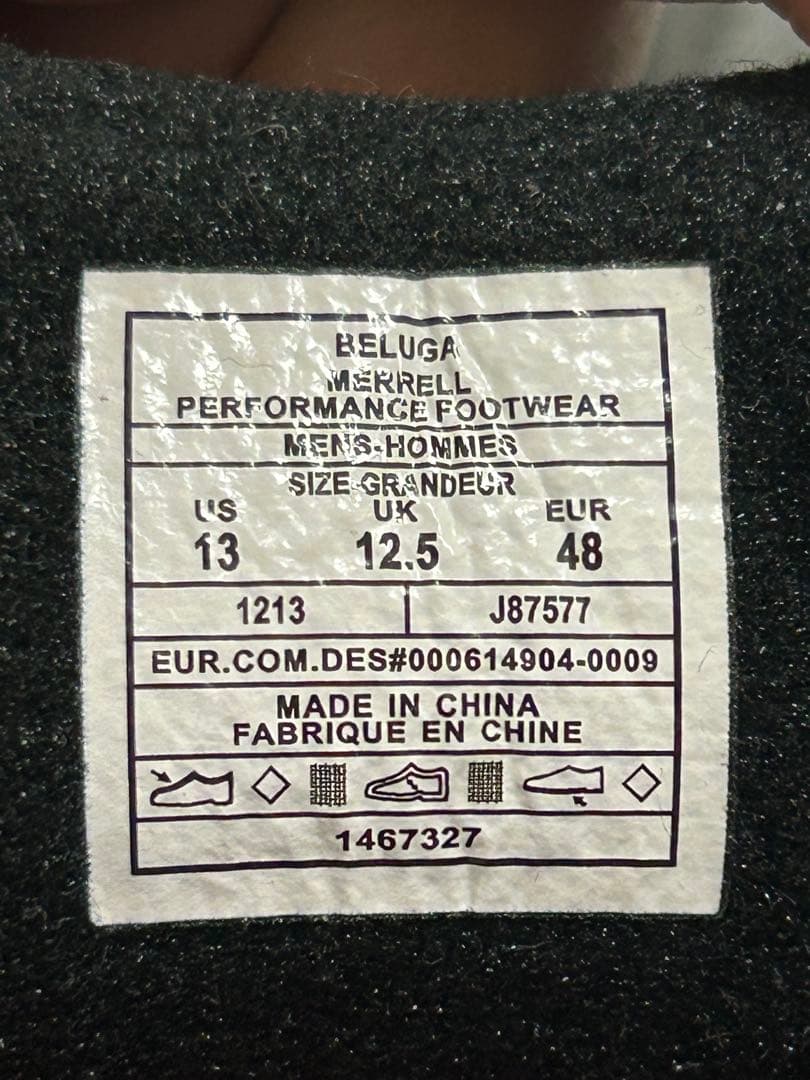 BELUGA
MERRELL
PERFORMANCE FOOTWEAR
MENS-HOMMES
SIZE-GRANDEUR
US UK EUR
13 12.5 48
1213 J87577
EUR.COM.DES#000614904-0009
MADE IN CHINA
FABRIQUE EN CHINE
1467327